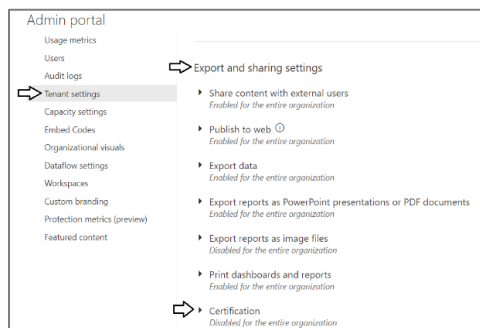 Admin portal
Usage metrics
Users
Audit logs
Tenant settings
Capacity settings
Embed Codes
Organizational visuals
Dataflow settings
Workspaces
Custom branding
Protection metrics (preview)
Featured content
Export and sharing settings
Share content with external users
Enabled for the entire organization
Publish to web
Enabled for the entire organization
Export data
Enabled for the entire organization
Export reports as PowerPoint presentations or PDF documents
Enabled for the entire organization
Export reports as image files
Disabled for the entire organization
Print dashboards and reports
Enabled for the entire organization
Certification
Disabled for the entire organization